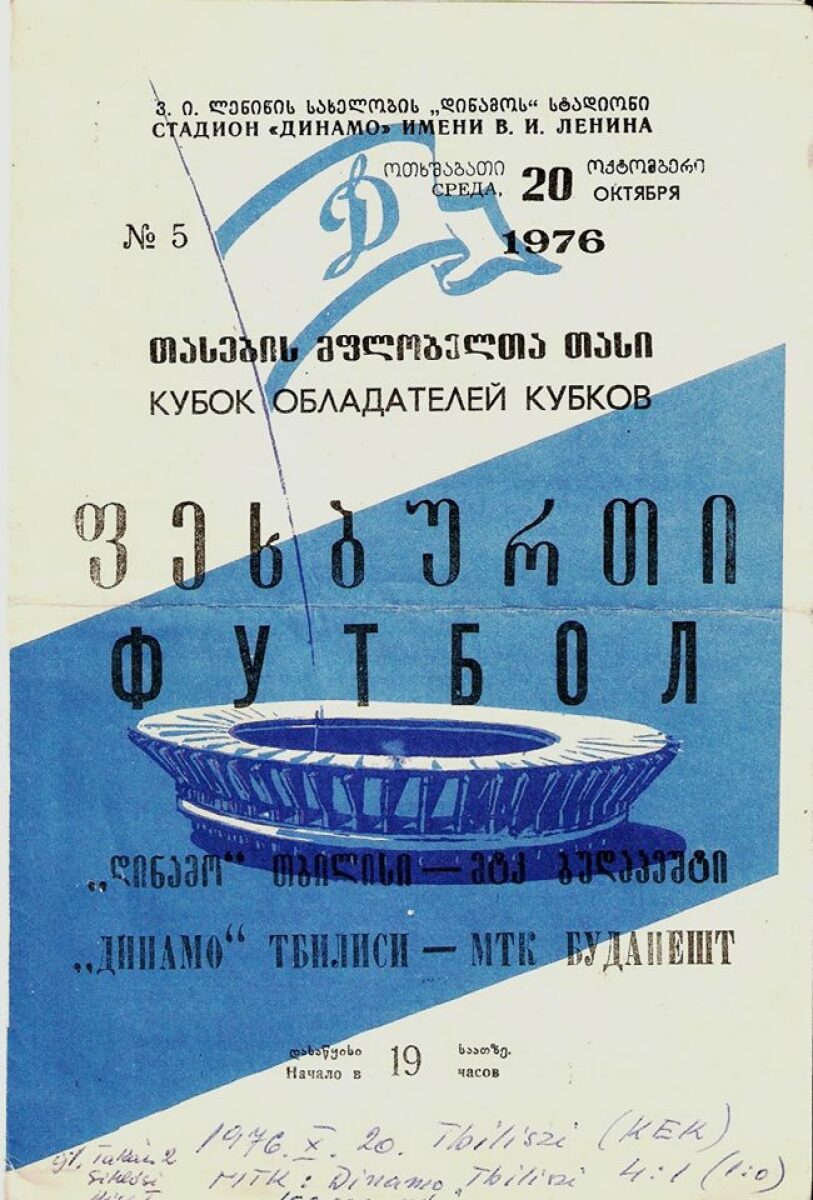 ვ. ი. ლენინის სახელობის „დინამოს“ სტადიონი
СТАДИОН «ДИНАМО» ИМЕНИ В. И. ЛЕНИНА
ოთხშაბათი 20 ოქტომბერი
СРЕДА, ОКТЯБРЯ
№ 5 1976
თასების მფლობელთა თასი
КУБОК ОБЛАДАТЕЛЕЙ КУБКОВ
ფეხბურთი
ФУТБОЛ
„დინამო“ თბილისი — მტკ ბუდაპეშტი
„ДИНАМО“ ТБИЛИСИ — МТК БУДАПЕШТ
დასაწყისი 19 საათზე.
Начало в часов
1976. X. 20. Tbiliszi (KEK)
MTK : Dinamo Tbiliszi 4:1 (1:0)